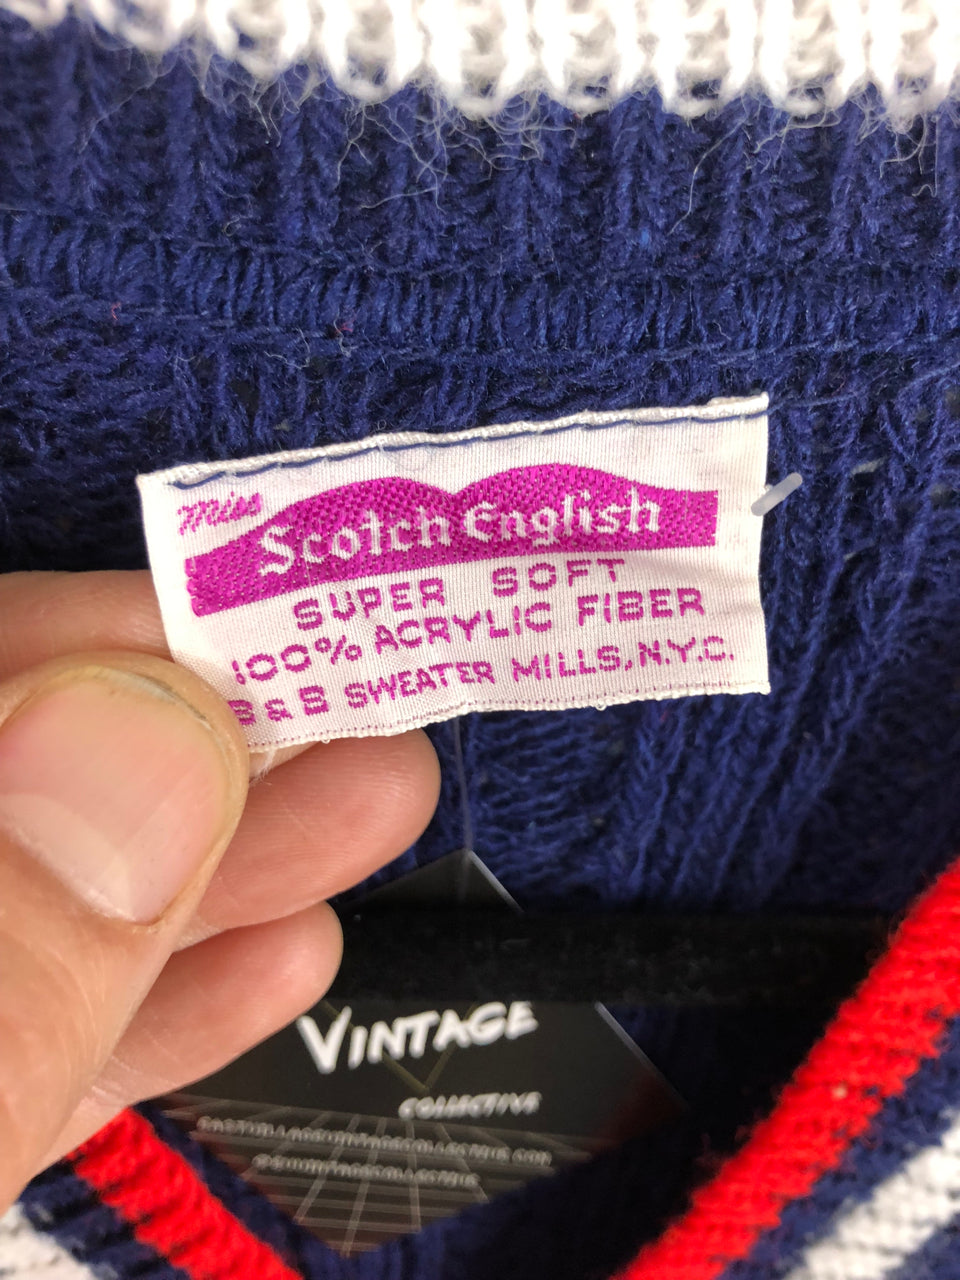 Miss
Scotch English
SUPER SOFT
100% ACRYLIC FIBER
S & B SWEATER MILLS, N.Y.C.
VINTAGE
COLLECTIVE